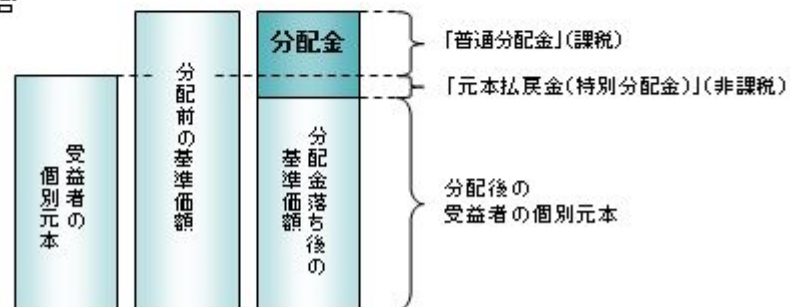 分配金
「普通分配金」(課税)
「元本払戻金(特別分配金)」(非課税)
受益者の
個別元本
分配前の基準価額
分配金落ち後の
基準価額
分配後の
受益者の個別元本